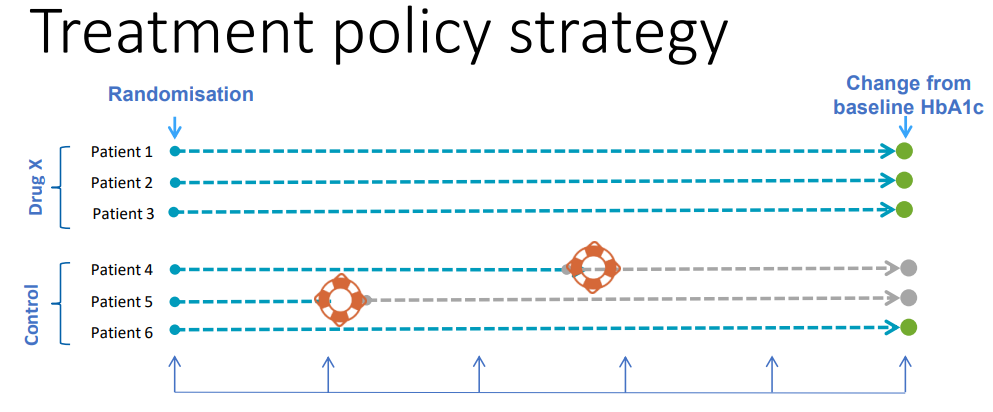 Treatment policy strategy
Randomisation
Change from
baseline HbA1c
Drug X
Patient 1
Patient 2
Patient 3
Control
Patient 4
Patient 5
Patient 6